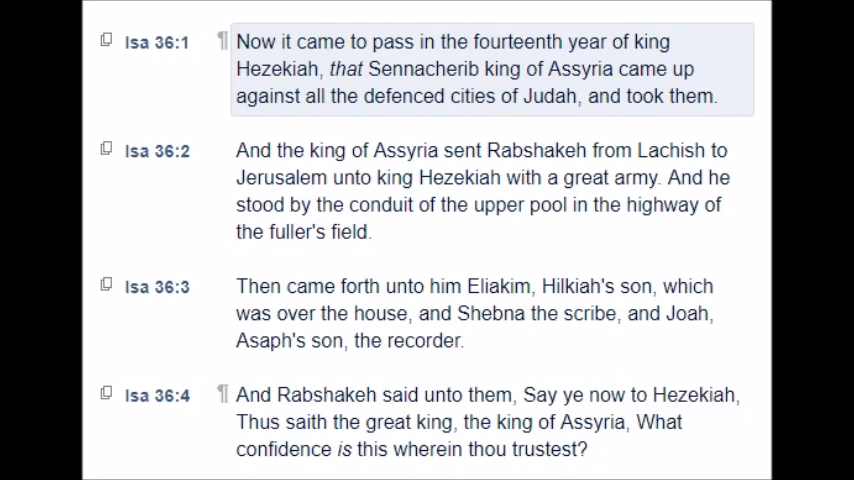 Isa 36:1 ¶ Now it came to pass in the fourteenth year of king
Hezekiah, that Sennacherib king of Assyria came up
against all the defenced cities of Judah, and took them.
Isa 36:2 And the king of Assyria sent Rabshakeh from Lachish to
Jerusalem unto king Hezekiah with a great army. And he
stood by the conduit of the upper pool in the highway of
the fuller's field.
Isa 36:3 Then came forth unto him Eliakim, Hilkiah's son, which
was over the house, and Shebna the scribe, and Joah,
Asaph's son, the recorder.
Isa 36:4 ¶ And Rabshakeh said unto them, Say ye now to Hezekiah,
Thus saith the great king, the king of Assyria, What
confidence is this wherein thou trustest?